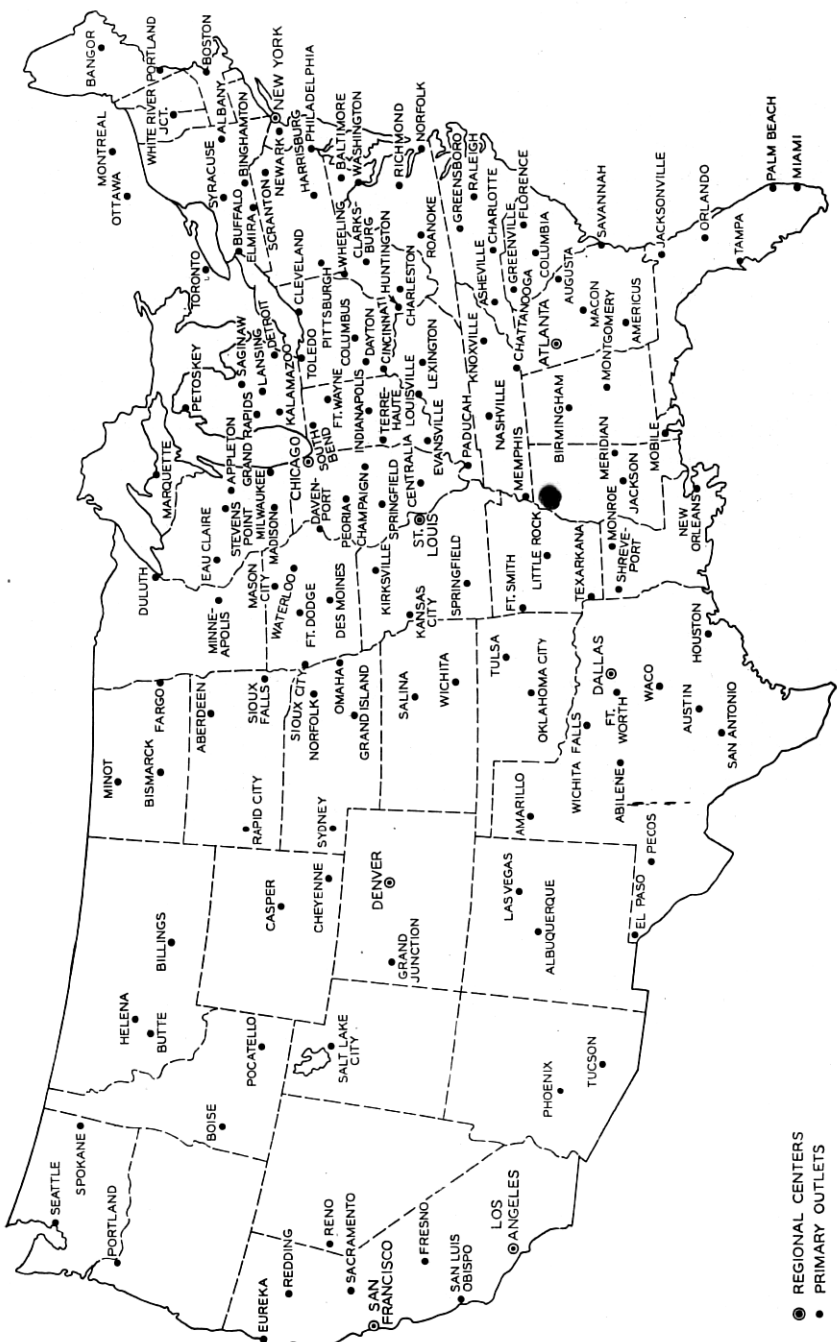 SEATTLE
SPOKANE
PORTLAND
HELENA
BUTTE
BILLINGS
BOISE
POCATELLO
EUREKA
REDDING
RENO
SACRAMENTO
SAN
FRANCISCO
FRESNO
SAN LUIS
OBISPO
LOS
ANGELES
SALT LAKE
CITY
PHOENIX
TUCSON
CASPER
CHEYENNE
DENVER
GRAND
JUNCTION
LAS VEGAS
ALBUQUERQUE
EL PASO
PECOS
MINOT
BISMARCK
FARGO
ABERDEEN
RAPID CITY
SIOUX
FALLS
SYDNEY
SIOUX CITY
NORFOLK
OMAHA
GRAND ISLAND
SALINA
WICHITA
TULSA
OKLAHOMA CITY
AMARILLO
WICHITA FALLS
DALLAS
FT.
WORTH
ABILENE
WACO
AUSTIN
HOUSTON
SAN ANTONIO
DULUTH
MINNE-
APOLIS
EAU CLAIRE
STEVENS
POINT
MARQUETTE
APPLETON
MILWAUKEE
MADISON
MASON
CITY
WATERLOO
FT. DODGE
DES MOINES
DAVEN-
PORT
CHICAGO
PEORIA
CHAMPAIGN
SPRINGFIELD
CENTRALIA
KIRKSVILLE
ST.
LOUIS
KANSAS
CITY
SPRINGFIELD
FT. SMITH
LITTLE ROCK
TEXARKANA
MONROE
SHREVE-
PORT
NEW
ORLEANS
PETOSKEY
SAGINAW
GRAND RAPIDS
LANSING
DETROIT
KALAMAZOO
SOUTH
BEND
FT. WAYNE
INDIANAPOLIS
TERRE-
HAUTE
EVANSVILLE
TOLEDO
CLEVELAND
COLUMBUS
DAYTON
CINCINNATI
LOUISVILLE
LEXINGTON
PADUCAH
NASHVILLE
KNOXVILLE
MEMPHIS
CHATTANOOGA
BIRMINGHAM
MONTGOMERY
MERIDIAN
JACKSON
MOBILE
ATLANTA
AUGUSTA
MACON
AMERICUS
SAVANNAH
JACKSONVILLE
ORLANDO
TAMPA
PALM BEACH
MIAMI
TORONTO
OTTAWA
MONTREAL
BANGOR
PORTLAND
WHITE RIVER
JCT.
BOSTON
ALBANY
SYRACUSE
BUFFALO
BINGHAMTON
ELMIRA
SCRANTON
NEW YORK
NEWARK
PHILADELPHIA
HARRISBURG
PITTSBURGH
BALTIMORE
WASHINGTON
WHEELING
CLARKS-
BURG
HUNTINGTON
CHARLESTON
RICHMOND
NORFOLK
ROANOKE
GREENSBORO
RALEIGH
CHARLOTTE
ASHEVILLE
GREENVILLE
FLORENCE
COLUMBIA
REGIONAL CENTERS
PRIMARY OUTLETS